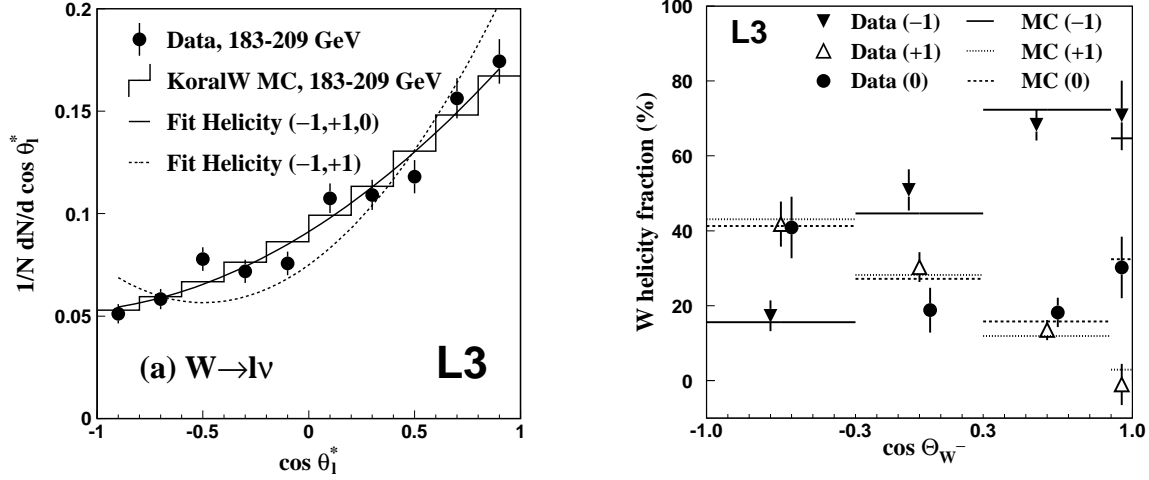 0.2
0.15
0.1
0.05
0
1/N dN/d cos θ*l
Data, 183-209 GeV
KoralW MC, 183-209 GeV
Fit Helicity (−1,+1,0)
Fit Helicity (−1,+1)
(a) W→lν
L3
-1 -0.5 0 0.5 1
cos θ*l
100
80
60
40
20
0
W helicity fraction (%)
L3
Data (−1) MC (−1)
Data (+1) MC (+1)
Data (0) MC (0)
-1.0 -0.3 0.3 1.0
cos ΘW−